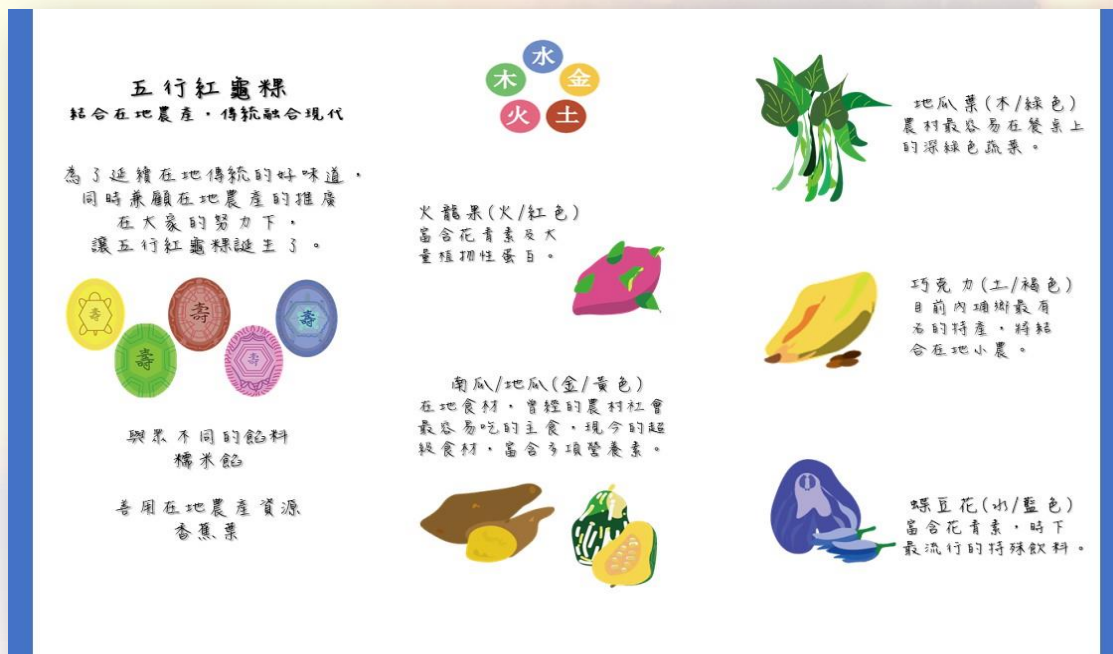 五行紅龜粿
結合在地農產，傳統融合現代
為了延續在地傳統的好味道，
同時兼顧在地農產的推廣
在大家的努力下，
讓五行紅龜粿誕生了。
壽
壽
壽
壽
壽
與眾不同的餡料
糯米餡
善用在地農產資源
香蕉葉
水
木
金
火
土
火龍果(火/紅色)
富含花青素及大
量植物性蛋白。
南瓜/地瓜(金/黃色)
在地食材，曾經的農村社會
最容易吃的主食，現今的超
級食材，富含多項營養素。
地瓜葉(木/綠色)
農村最容易在餐桌上
的深綠色蔬菜。
巧克力(土/褐色)
目前內埔鄉最有
名的特產，將結
合在地小農。
蝶豆花(水/藍色)
富含花青素，時下
最流行的特殊飲料。